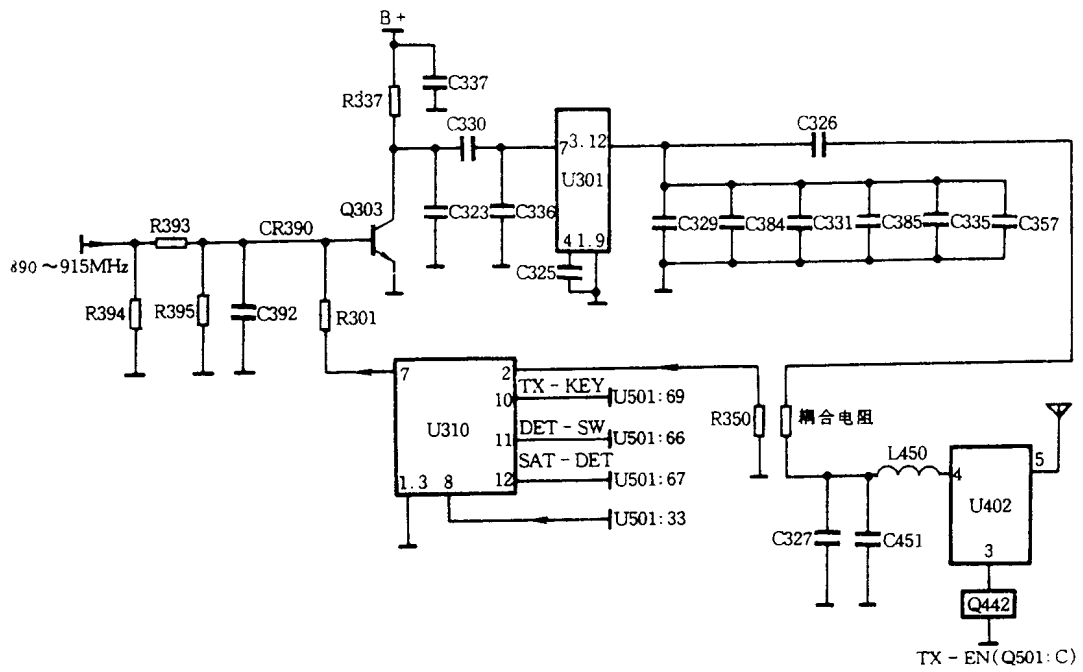 B+
C337
R337
C330
C326
7
3.12
U301
4
1.9
C325
Q303
C323
C336
C329
C384
C331
C385
C335
C357
R393
CR390
890～915MHz
R394
R395
C392
R301
7
2
U310
10
11
12
1.3
8
TX-KEY
U501:69
DET-SW
U501:66
SAT-DET
U501:67
U501:33
R350
耦合电阻
L450
4
5
U402
3
C327
C451
Q442
TX-EN(Q501:C)